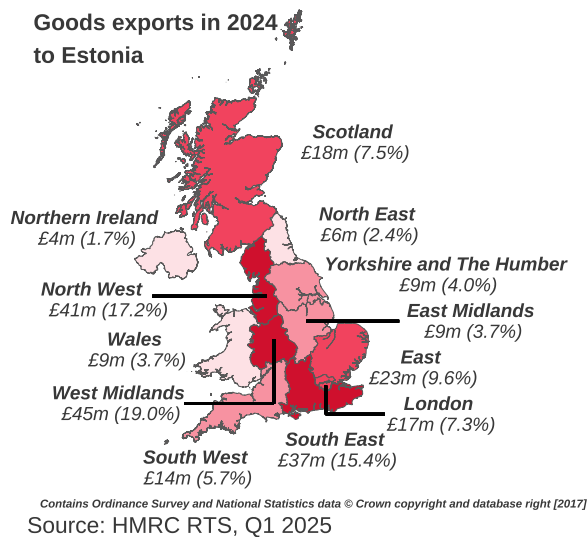 Goods exports in 2024
to Estonia
Scotland
£18m (7.5%)
Northern Ireland
£4m (1.7%)
North East
£6m (2.4%)
Yorkshire and The Humber
£9m (4.0%)
North West
£41m (17.2%)
East Midlands
£9m (3.7%)
Wales
£9m (3.7%)
East
£23m (9.6%)
West Midlands
£45m (19.0%)
London
£17m (7.3%)
South East
£37m (15.4%)
South West
£14m (5.7%)
Contains Ordinance Survey and National Statistics data © Crown copyright and database right [2017]
Source: HMRC RTS, Q1 2025